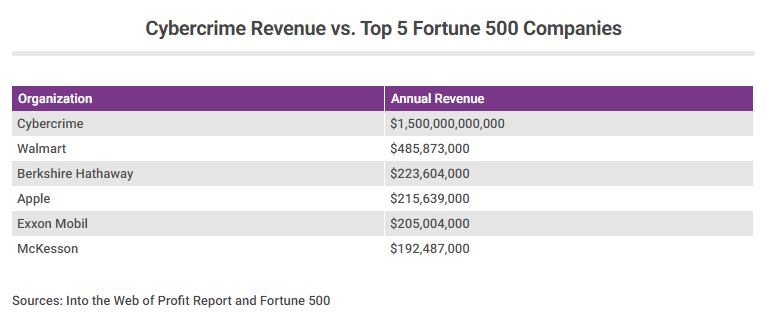 Cybercrime Revenue vs. Top 5 Fortune 500 Companies
Organization Annual Revenue
Cybercrime $1,500,000,000,000
Walmart $485,873,000
Berkshire Hathaway $223,604,000
Apple $215,639,000
Exxon Mobil $205,004,000
McKesson $192,487,000
Sources: Into the Web of Profit Report and Fortune 500